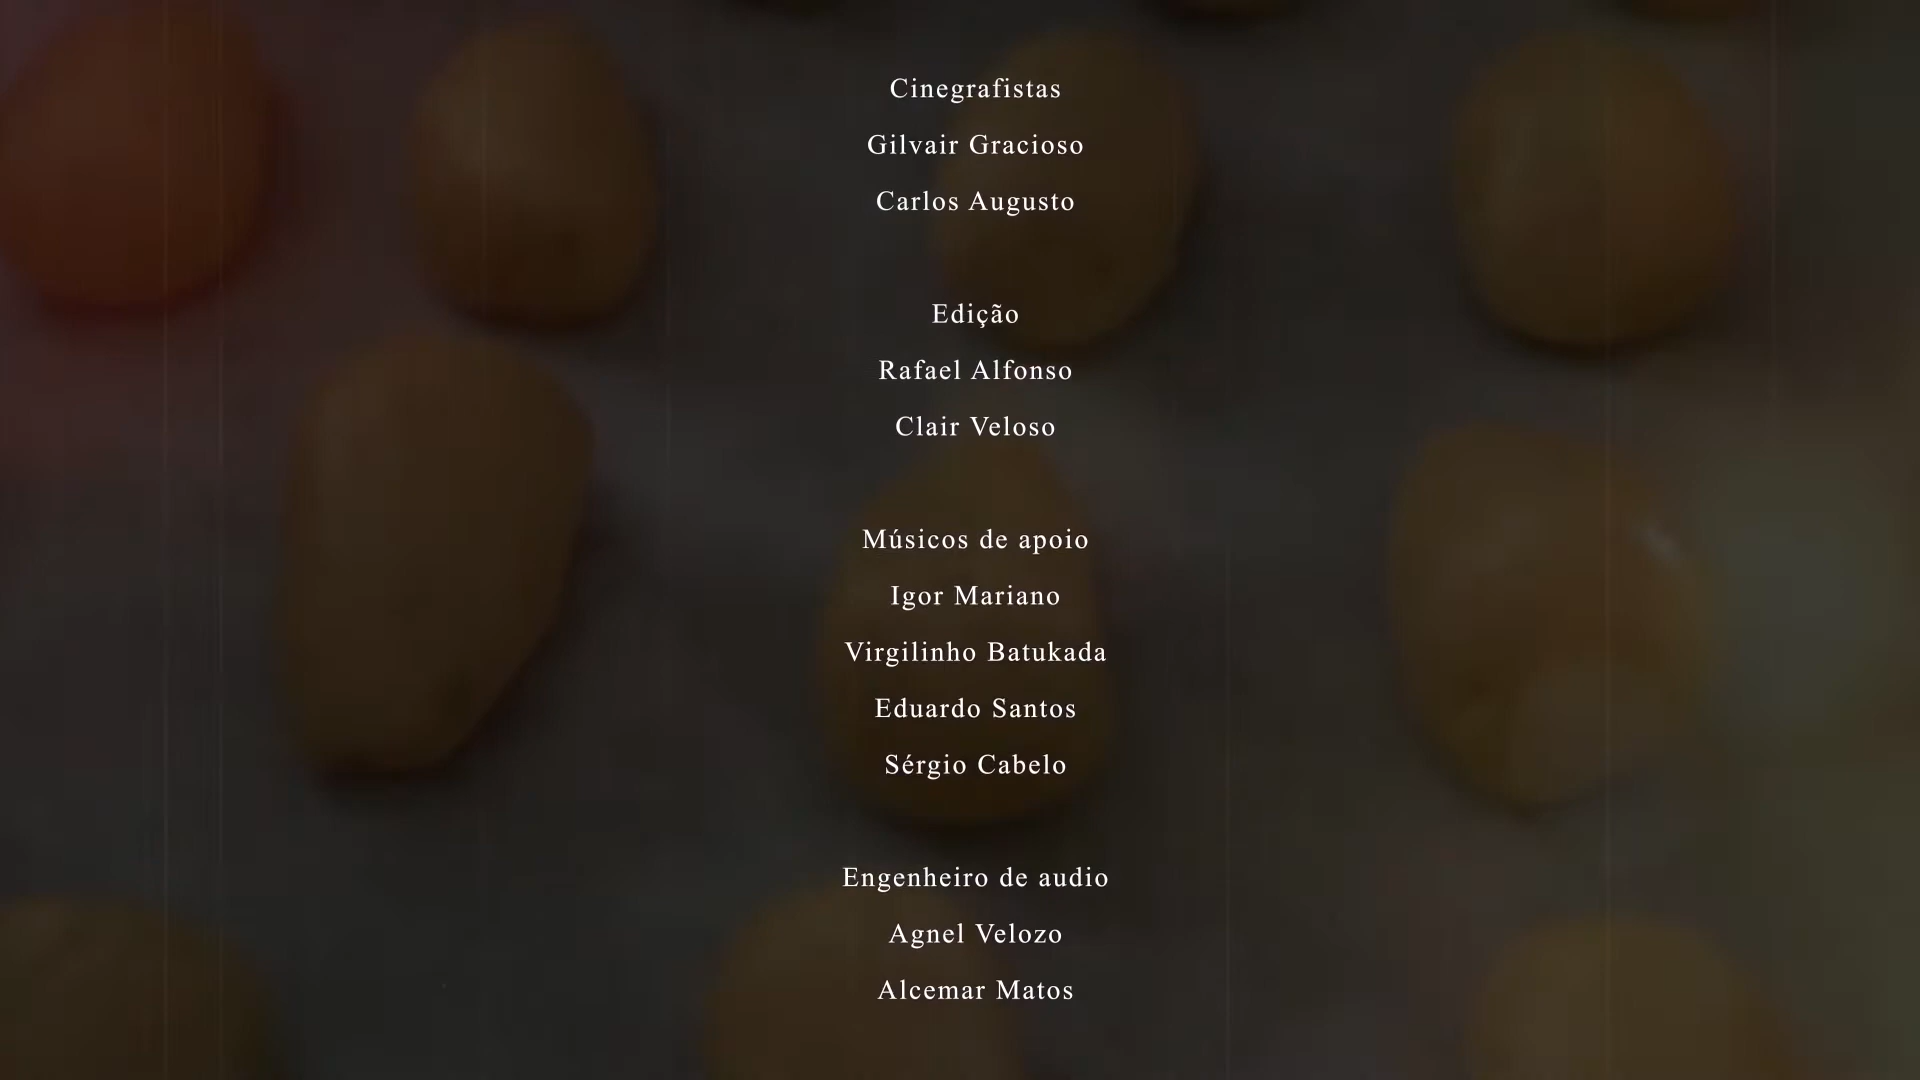 Cinegrafistas
Gilvair Gracioso
Carlos Augusto
Edição
Rafael Alfonso
Clair Veloso
Músicos de apoio
Igor Mariano
Virgilinho Batukada
Eduardo Santos
Sérgio Cabelo
Engenheiro de audio
Agnel Velozo
Alcemar Matos